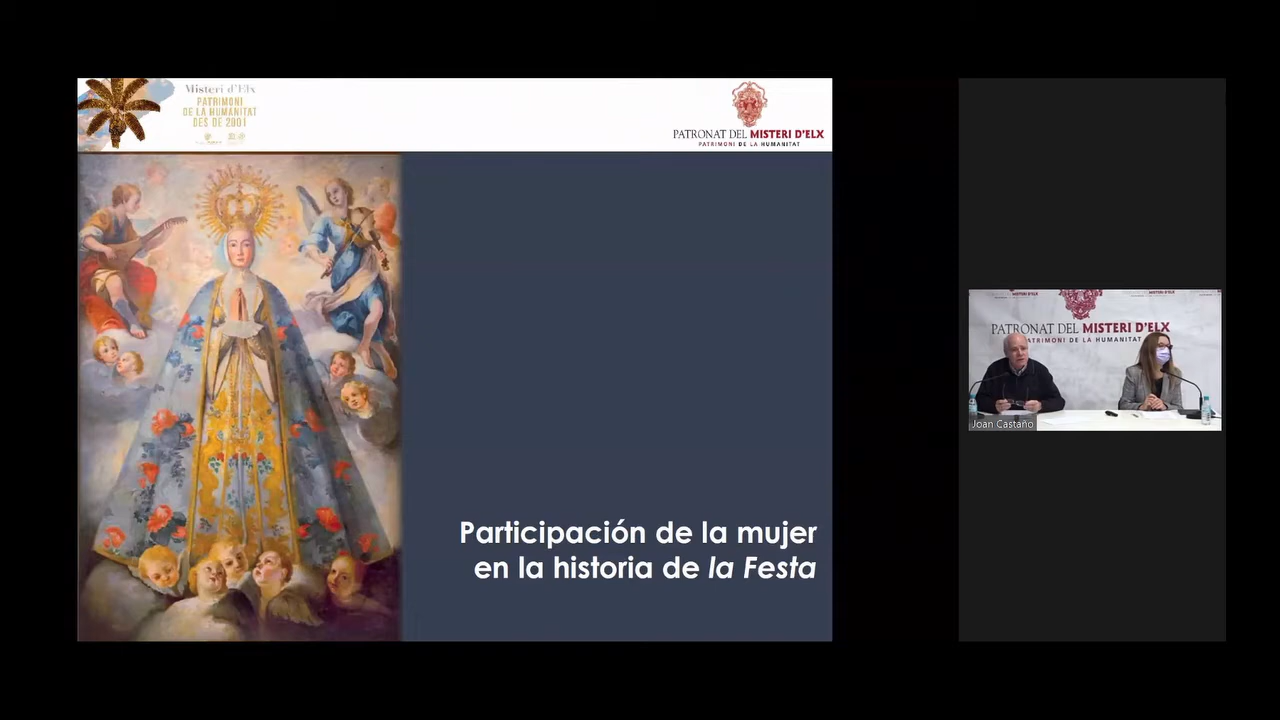 Misteri d'Elx
PATRIMONI
DE LA HUMANITAT
DES DE 2001
PATRONAT DEL MISTERI D'ELX
PATRIMONI DE LA HUMANITAT
Participación de la mujer
en la historia de la Festa
PATRONAT DEL MISTERI D'ELX
PATRIMONI DE LA HUMANITAT
Joan Castaño